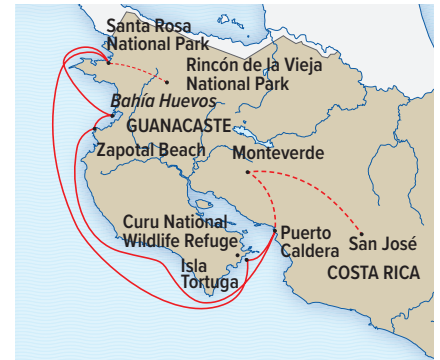 Santa Rosa
National Park
Rincón de la Vieja
National Park
Bahía Huevos
GUANACASTE
Zapotal Beach
Monteverde
Curu National
Wildlife Refuge
Puerto
Caldera
San José
Isla
Tortuga
COSTA RICA